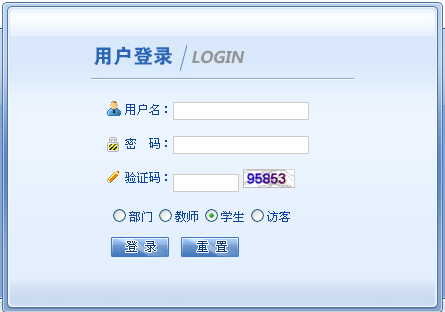 用户登录 / LOGIN
用户名：
密 码：
验证码： 95853
部门 教师 学生 访客
登 录 重 置